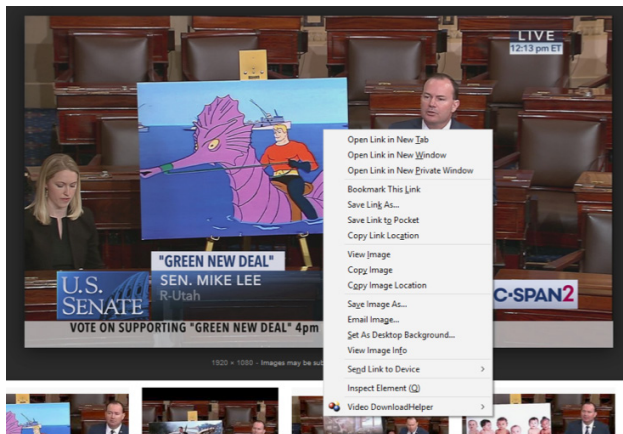 LIVE
12:13 pm ET
Open Link in New Tab
Open Link in New Window
Open Link in New Private Window
Bookmark This Link
Save Link As...
Save Link to Pocket
Copy Link Location
View Image
Copy Image
Copy Image Location
Save Image As...
Email Image...
Set As Desktop Background...
View Image Info
Send Link to Device
Inspect Element (Q)
Video DownloadHelper
"GREEN NEW DEAL"
U.S. SENATE
SEN. MIKE LEE
R-Utah
C-SPAN2
VOTE ON SUPPORTING "GREEN NEW DEAL" 4pm
1920 × 1080 - Images may be sub